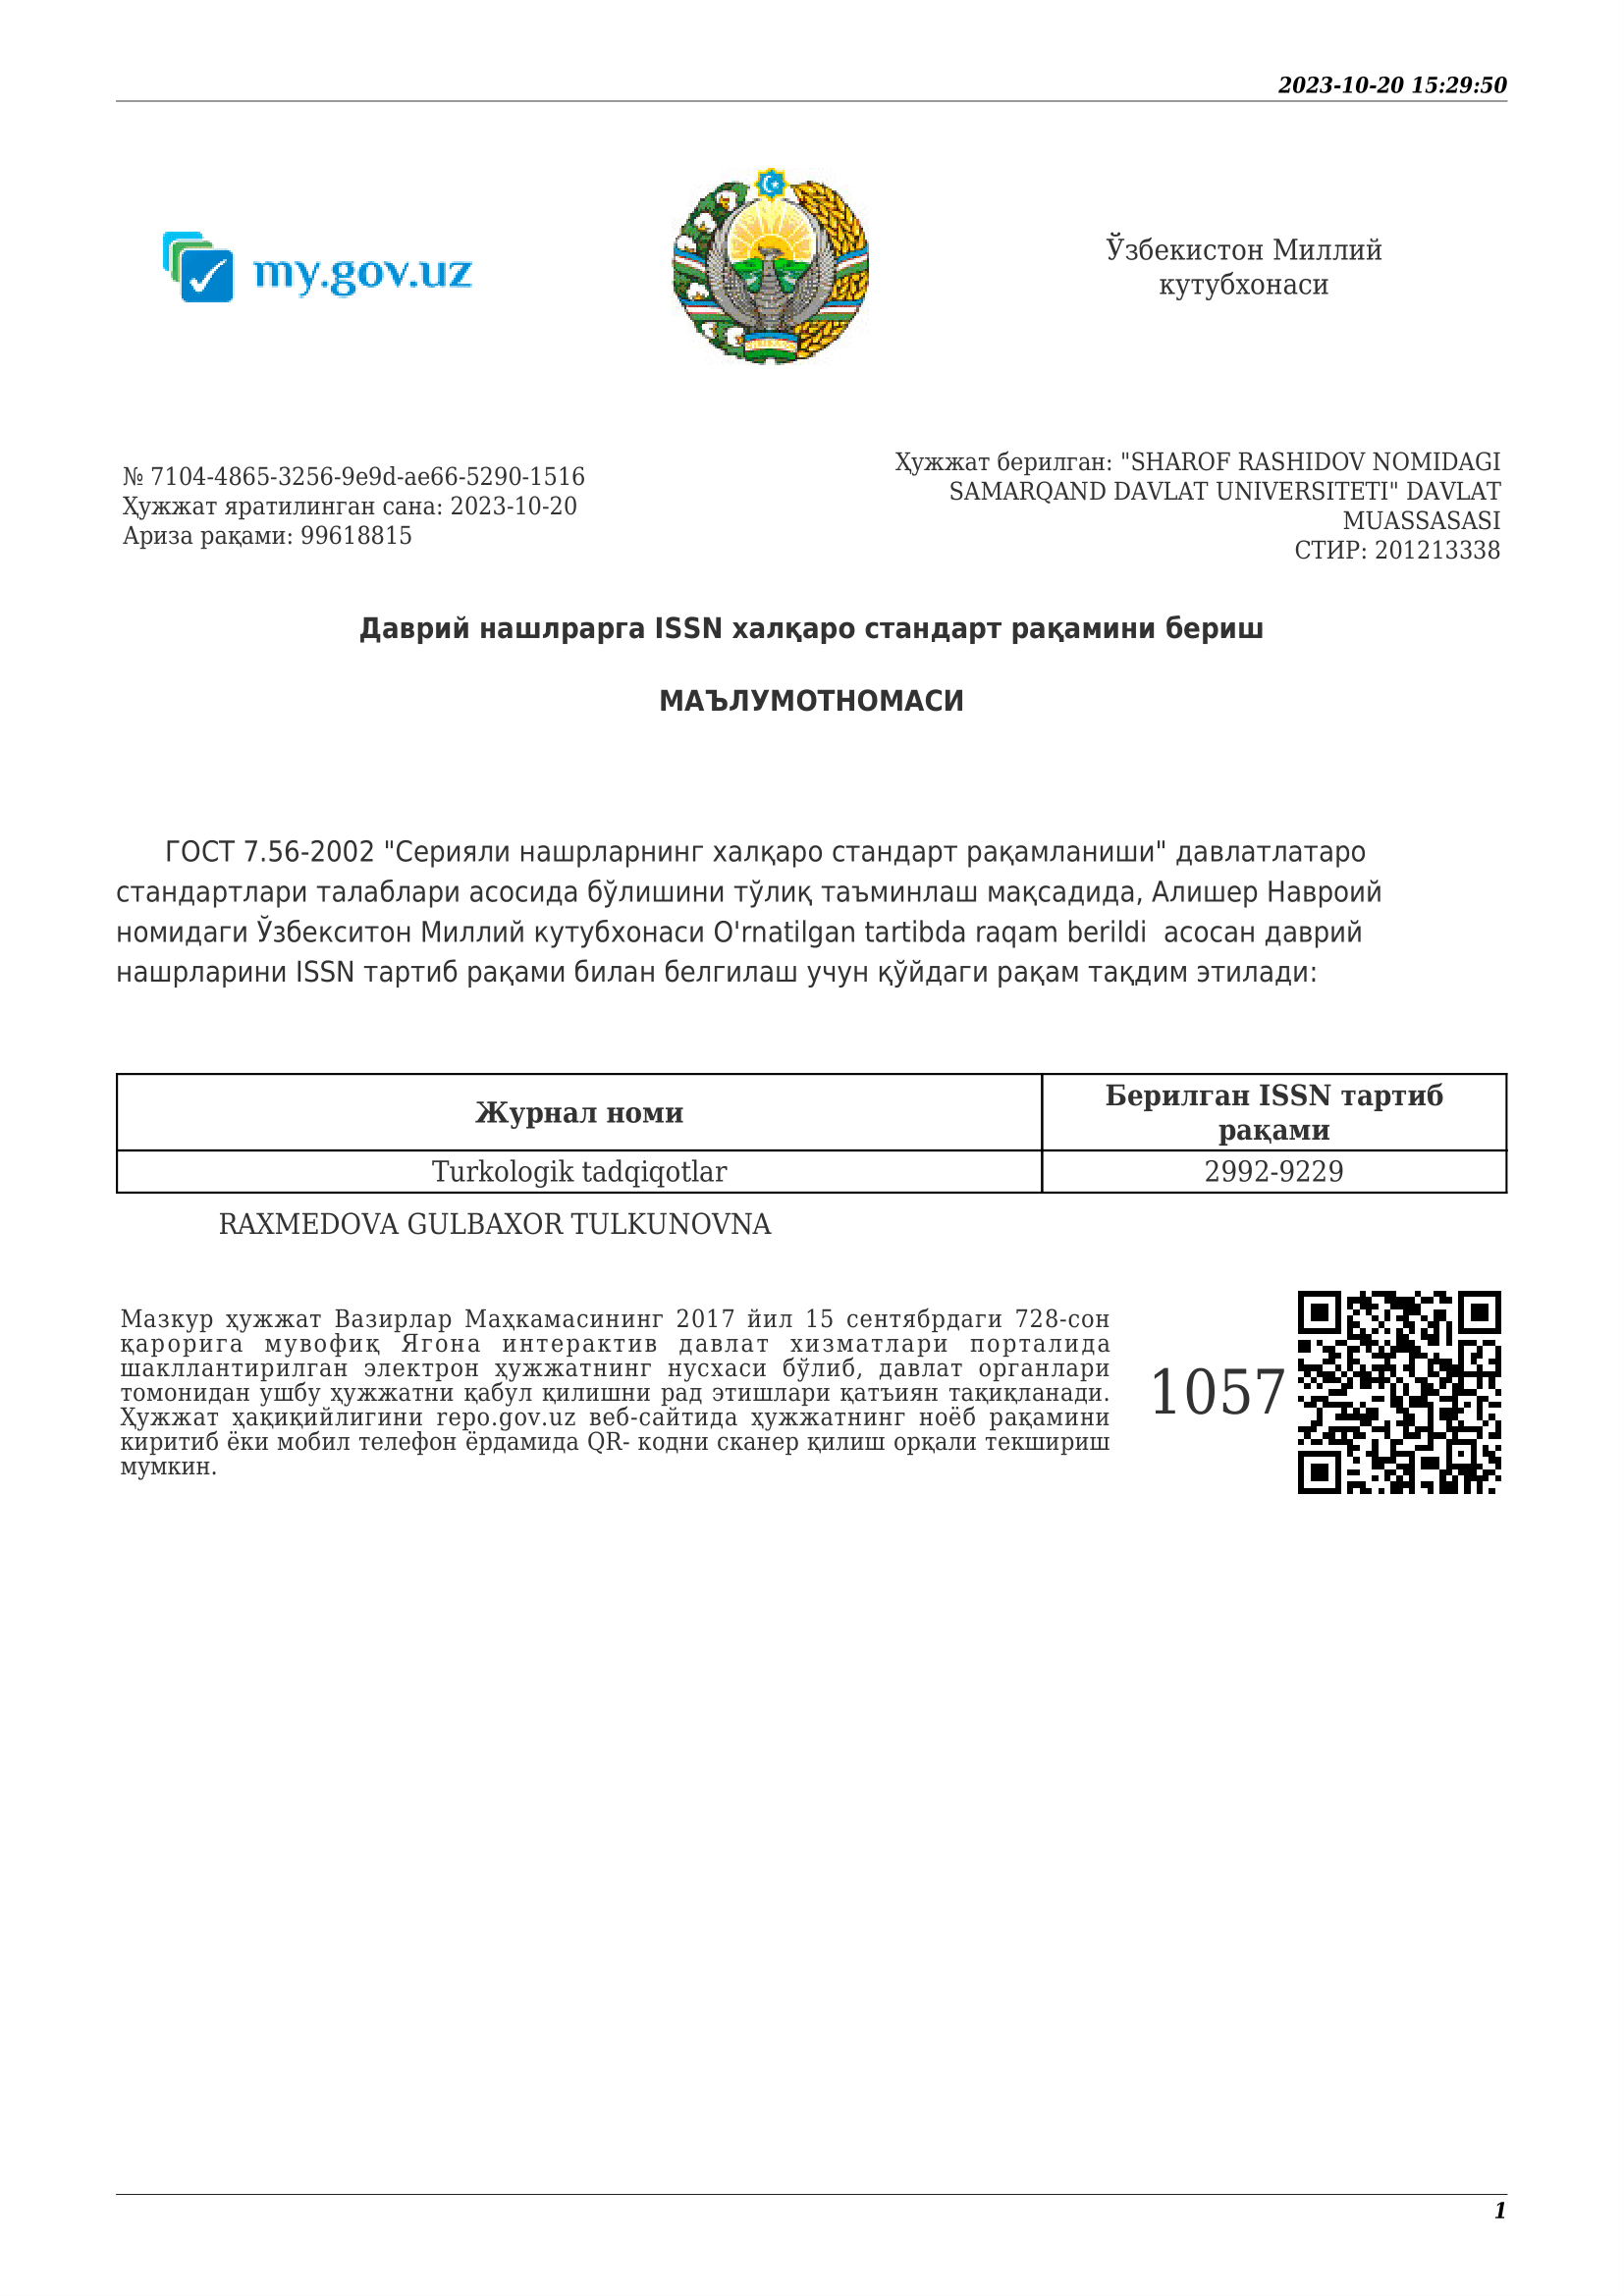 2023-10-20 15:29:50
my.gov.uz
Ўзбекистон Миллий
кутубхонаси
№ 7104-4865-3256-9e9d-ae66-5290-1516
Ҳужжат яратилинган сана: 2023-10-20
Ариза рақами: 99618815
Ҳужжат берилган: "SHAROF RASHIDOV NOMIDAGI
SAMARQAND DAVLAT UNIVERSITETI" DAVLAT
MUASSASASI
СТИР: 201213338
Даврий нашлрарга ISSN халқаро стандарт рақамини бериш
МАЪЛУМОТНОМАСИ
ГОСТ 7.56-2002 "Серияли нашрларнинг халқаро стандарт рақамланиши" давлатлатаро
стандартлари талаблари асосида бўлишини тўлиқ таъминлаш мақсадида, Алишер Навроий
номидаги Ўзбекситон Миллий кутубхонаси O'rnatilgan tartibda raqam berildi  асосан даврий
нашрларини ISSN тартиб рақами билан белгилаш учун қўйдаги рақам тақдим этилади:
Журнал номи
Берилган ISSN тартиб
рақами
Turkologik tadqiqotlar
2992-9229
RAXMEDOVA GULBAXOR TULKUNOVNA
Мазкур ҳужжат Вазирлар Маҳкамасининг 2017 йил 15 сентябрдаги 728-сон
қарорига мувофиқ Ягона интерактив давлат хизматлари порталида
шакллантирилган электрон ҳужжатнинг нусхаси бўлиб, давлат органлари
томонидан ушбу ҳужжатни қабул қилишни рад этишлари қатъиян тақиқланади.
Ҳужжат ҳақиқийлигини repo.gov.uz веб-сайтида ҳужжатнинг ноёб рақамини
киритиб ёки мобил телефон ёрдамида QR- кодни сканер қилиш орқали текшириш
мумкин.
1057
1